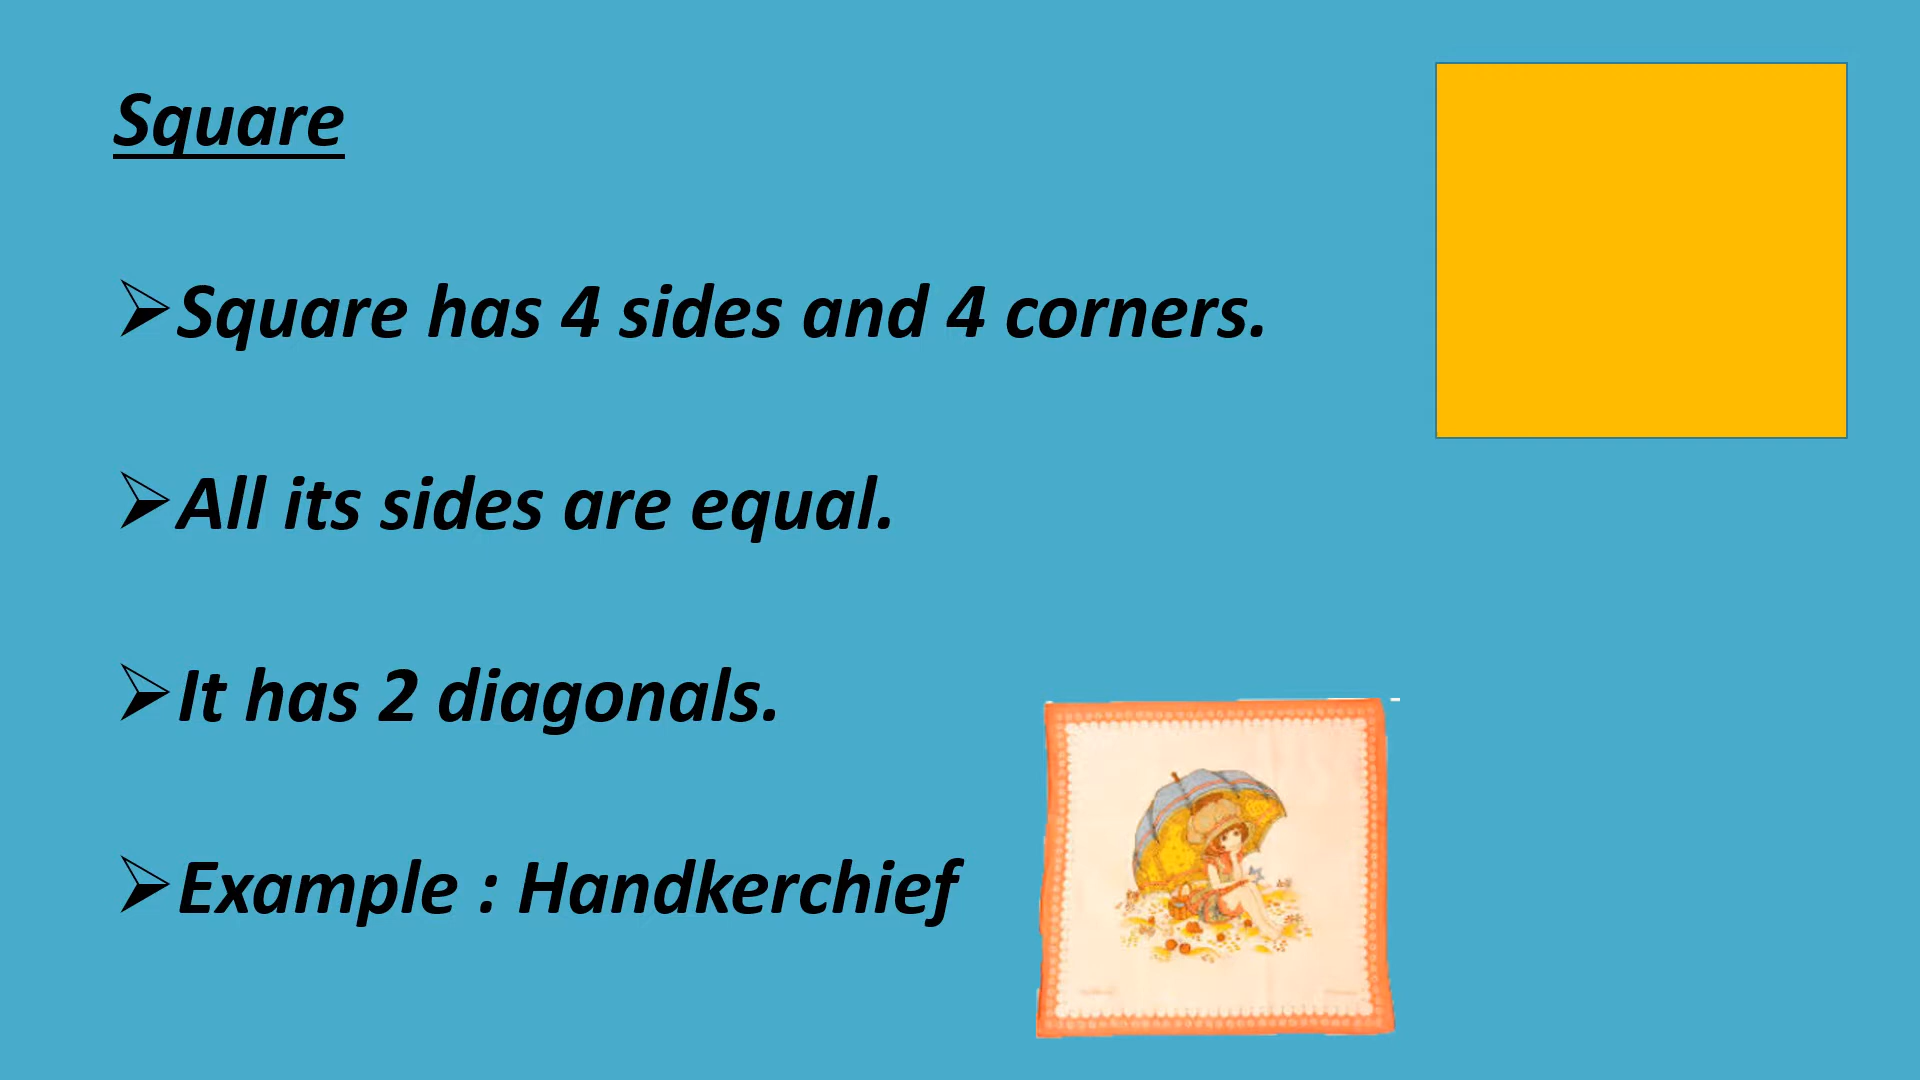 Square
➢Square has 4 sides and 4 corners.
➢All its sides are equal.
➢It has 2 diagonals.
➢Example : Handkerchief